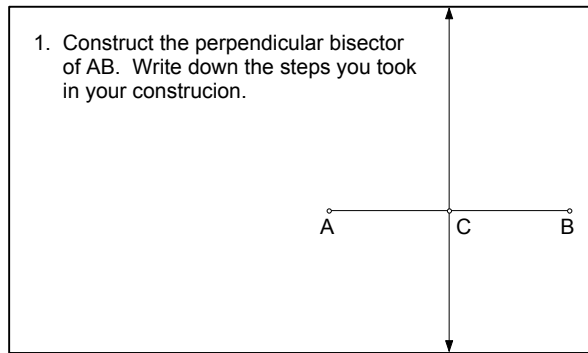 1. Construct the perpendicular bisector
of AB. Write down the steps you took
in your construcion.
A C B